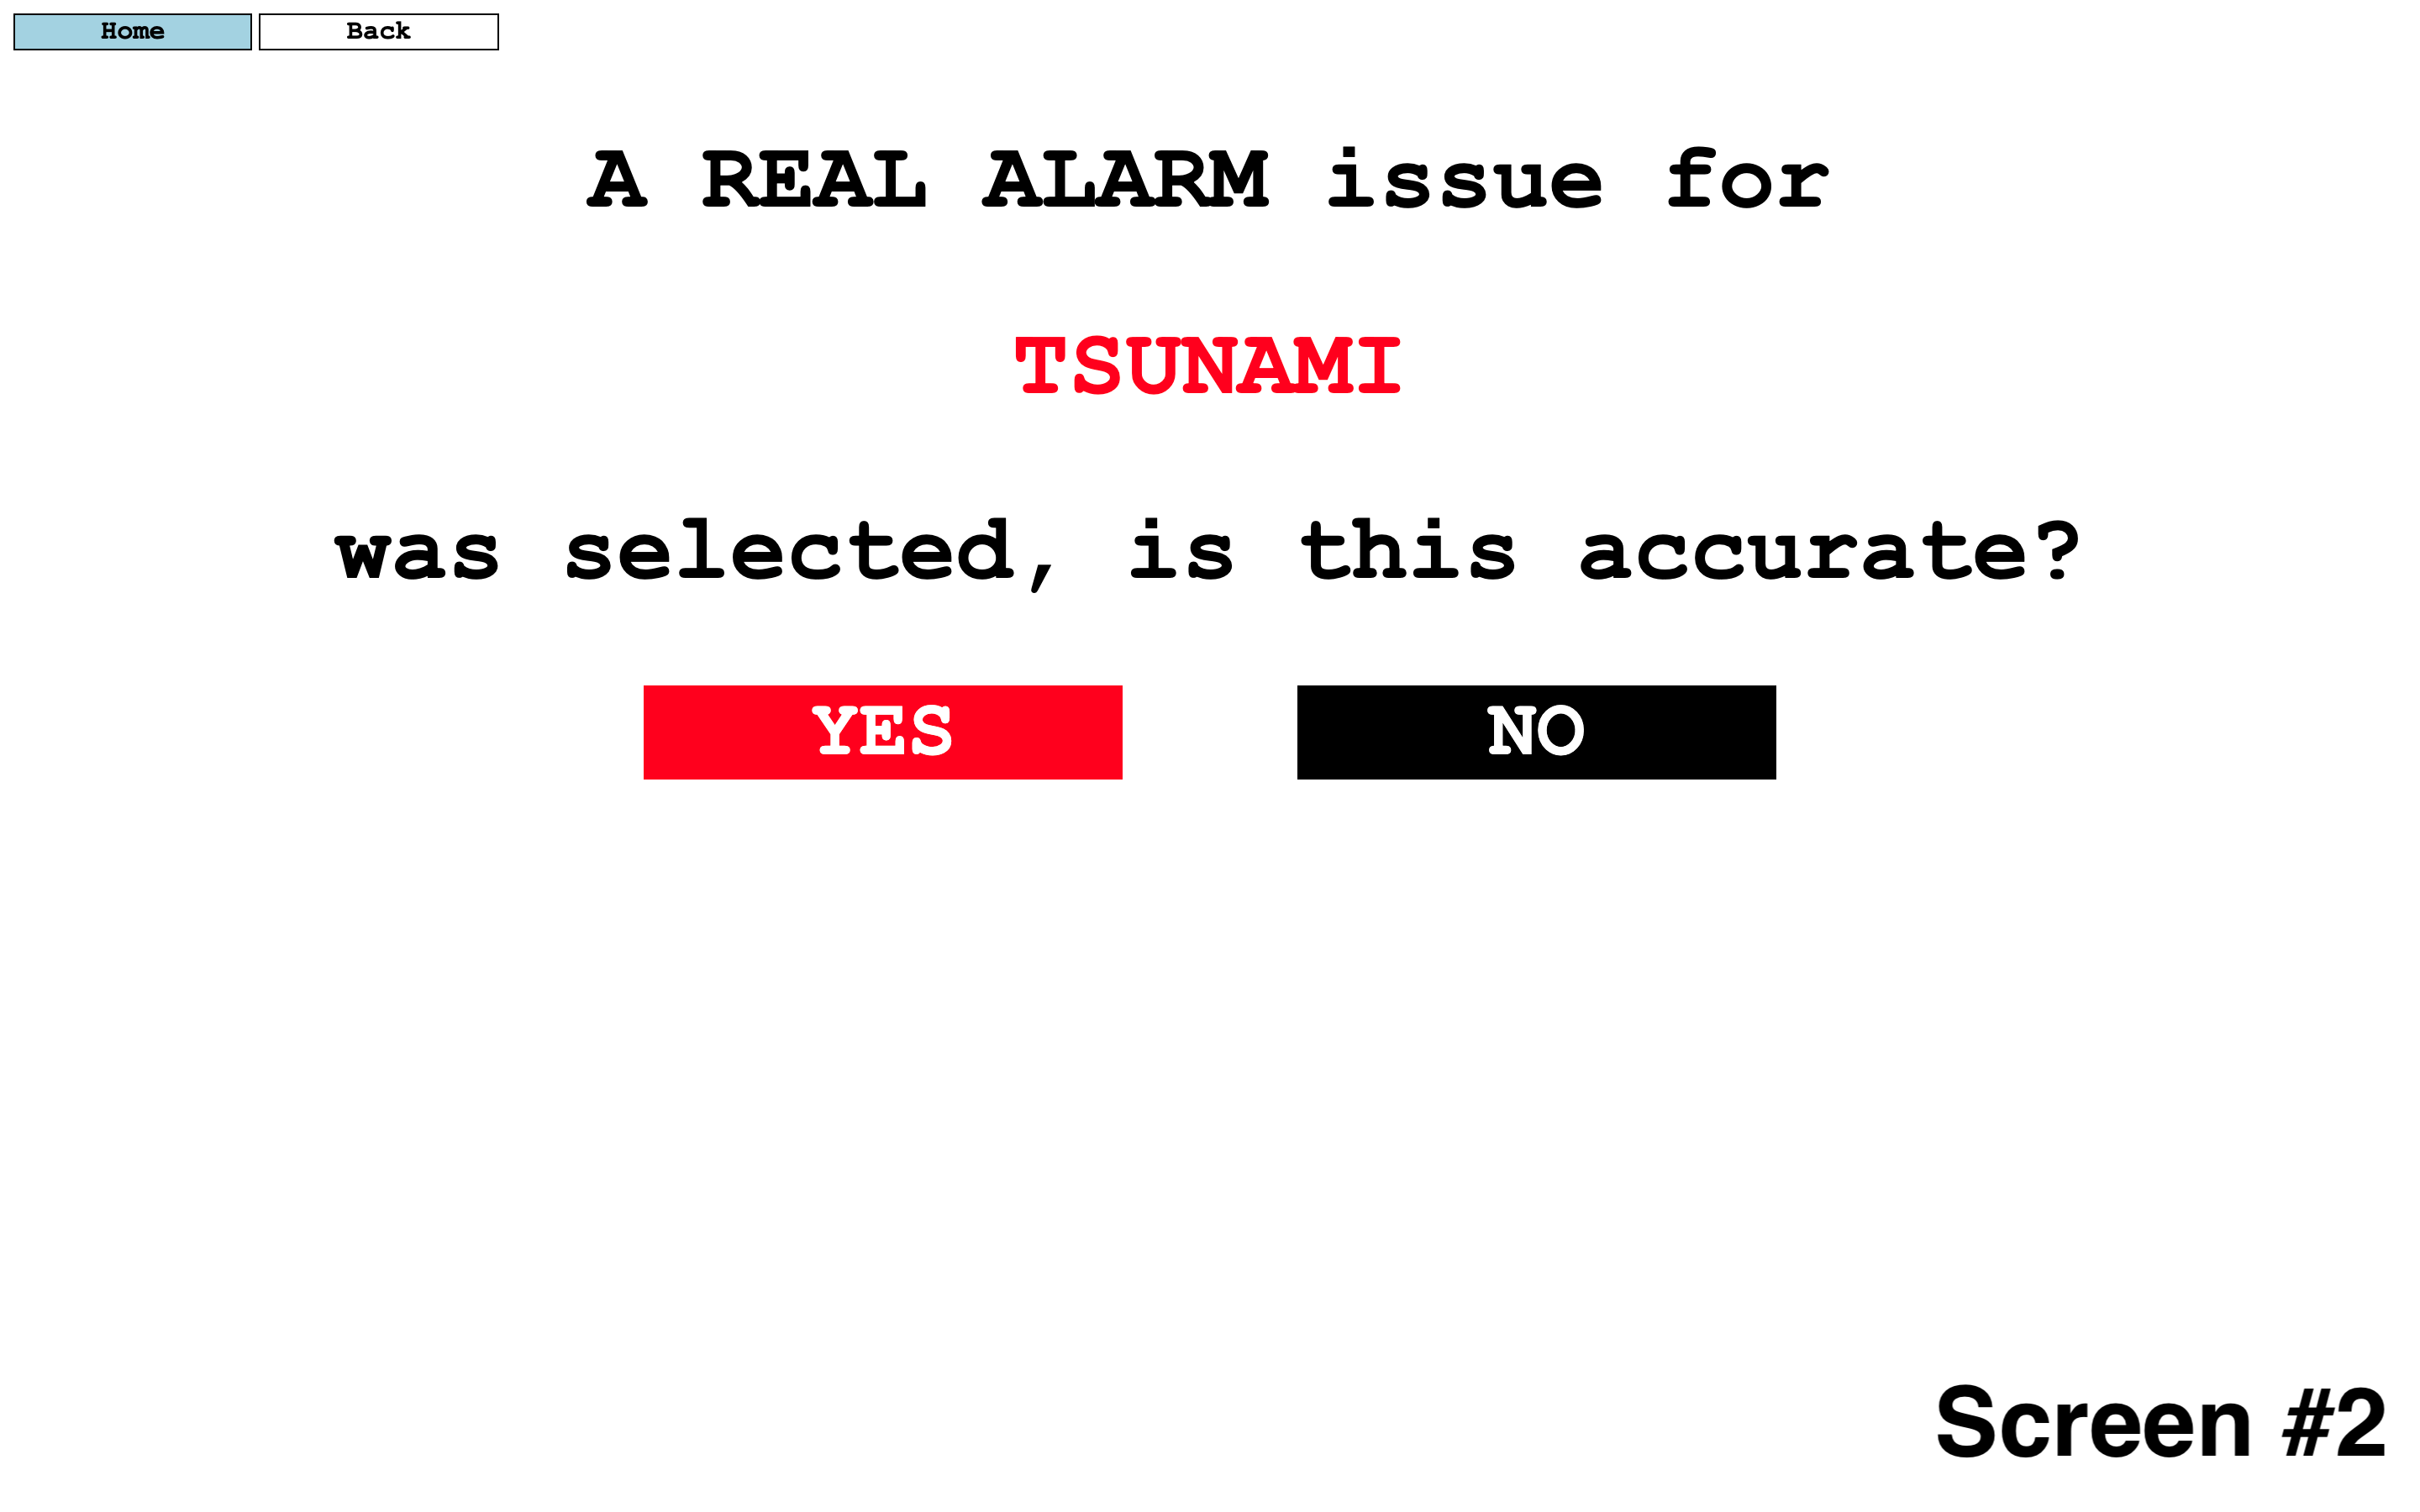 Home Back
A REAL ALARM issue for
TSUNAMI
was selected, is this accurate?
YES NO
Screen #2